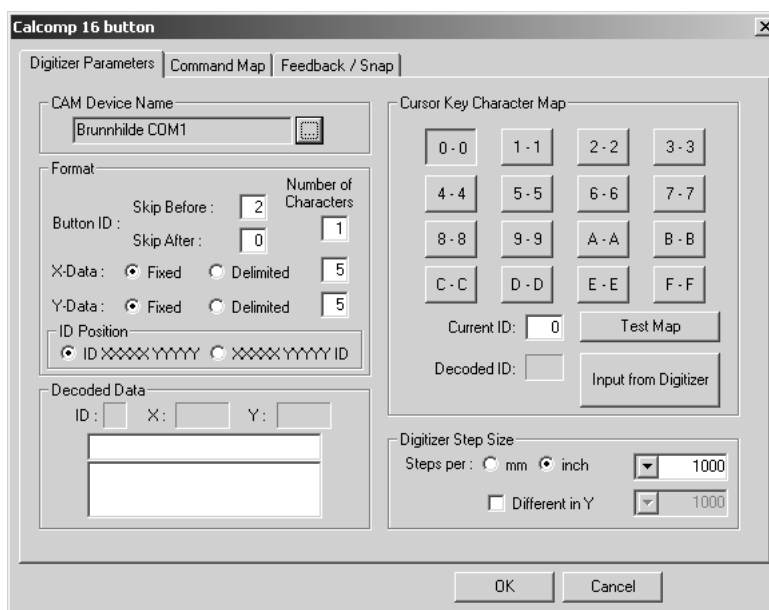 Calcomp 16 button
Digitizer Parameters Command Map Feedback / Snap
CAM Device Name
Brunnhilde COM1
...
Format
Number of
Characters
Button ID :
Skip Before : 2
1
Skip After : 0
X-Data : Fixed Delimited 5
Y-Data : Fixed Delimited 5
ID Position
ID XXXXX YYYYY XXXXX YYYYY ID
Decoded Data
ID : X : Y :
Cursor Key Character Map
0 - 0 1 - 1 2 - 2 3 - 3
4 - 4 5 - 5 6 - 6 7 - 7
8 - 8 9 - 9 A - A B - B
C - C D - D E - E F - F
Current ID: 0 Test Map
Decoded ID: Input from Digitizer
Digitizer Step Size
Steps per : mm inch 1000
Different in Y 1000
OK Cancel